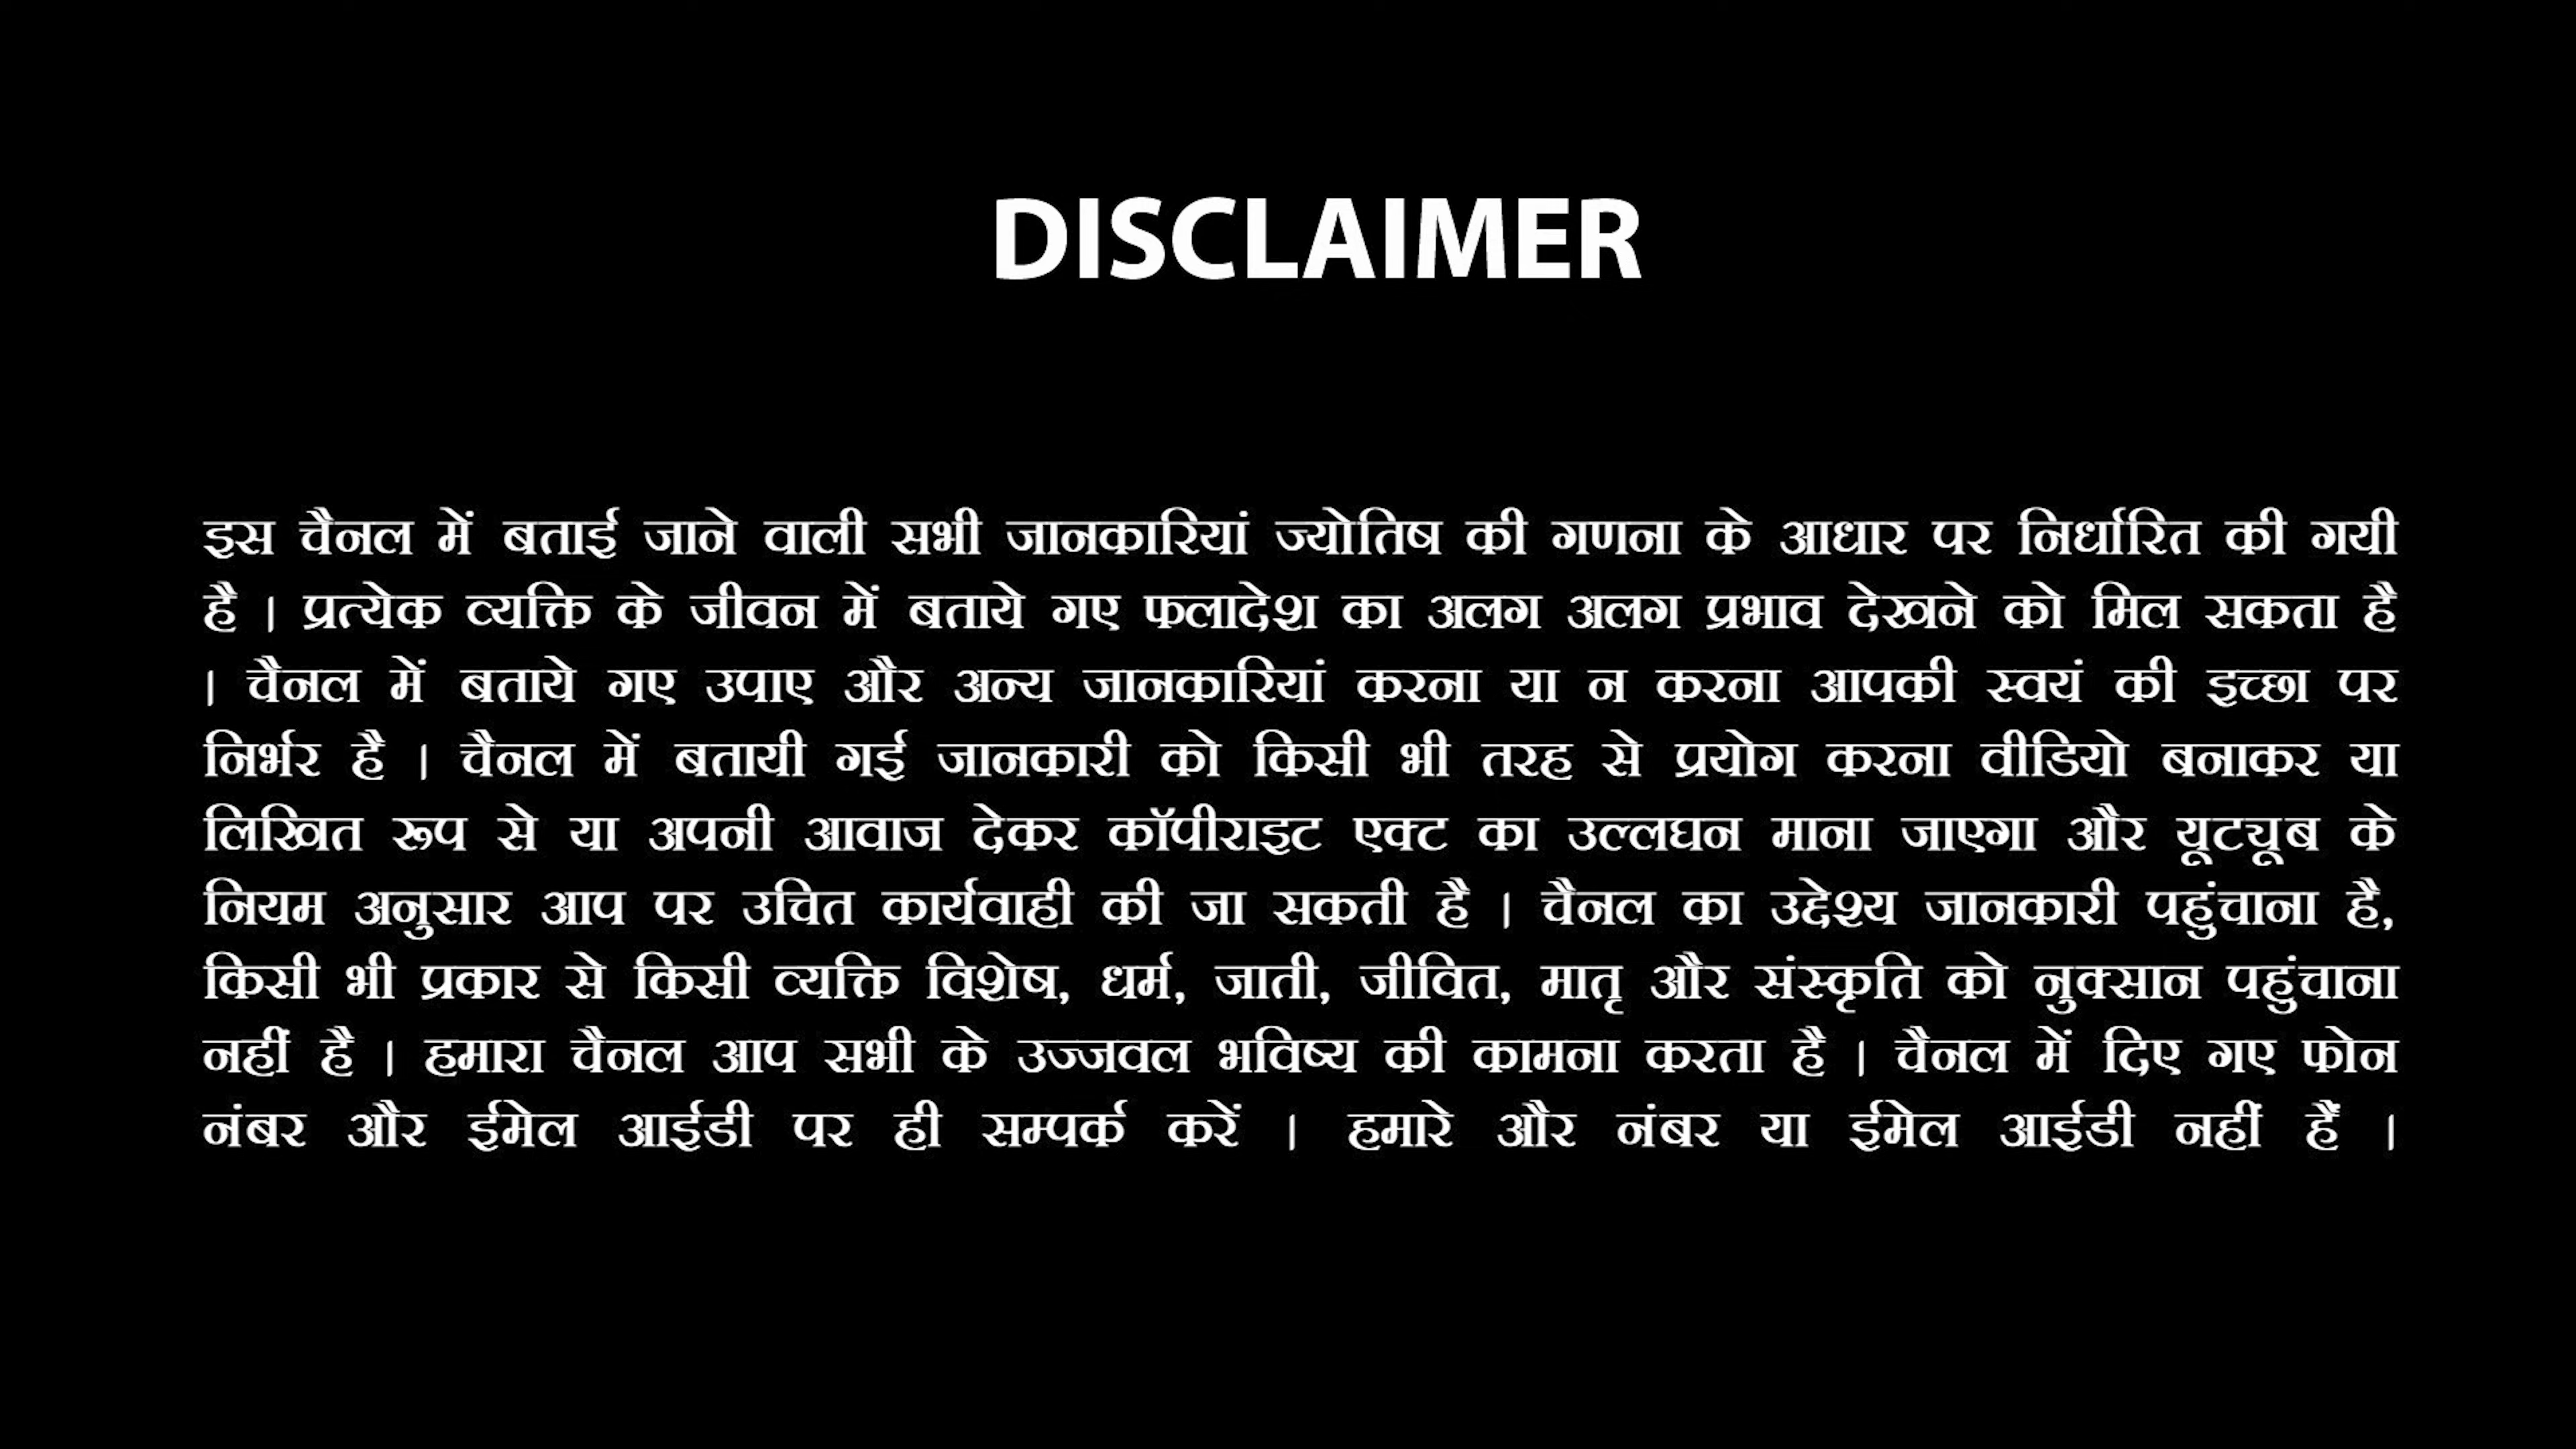 DISCLAIMER
इस चैनल में बताई जाने वाली सभी जानकारियां ज्योतिष की गणना के आधार पर निर्धारित की गयी
है । प्रत्येक व्यक्ति के जीवन में बताये गए फलादेश का अलग अलग प्रभाव देखने को मिल सकता है
। चैनल में बताये गए उपाए और अन्य जानकारियां करना या न करना आपकी स्वयं की इच्छा पर
निर्भर है । चैनल में बतायी गई जानकारी को किसी भी तरह से प्रयोग करना वीडियो बनाकर या
लिखित रूप से या अपनी आवाज देकर कॉपीराइट एक्ट का उल्लघन माना जाएगा और यूट्यूब के
नियम अनुसार आप पर उचित कार्यवाही की जा सकती है । चैनल का उद्देश्य जानकारी पहुंचाना है,
किसी भी प्रकार से किसी व्यक्ति विशेष, धर्म, जाती, जीवित, मातृ और संस्कृति को नुक्सान पहुंचाना
नहीं है । हमारा चैनल आप सभी के उज्जवल भविष्य की कामना करता है । चैनल में दिए गए फोन
नंबर और ईमेल आईडी पर ही सम्पर्क करें । हमारे और नंबर या ईमेल आईडी नहीं हैं ।